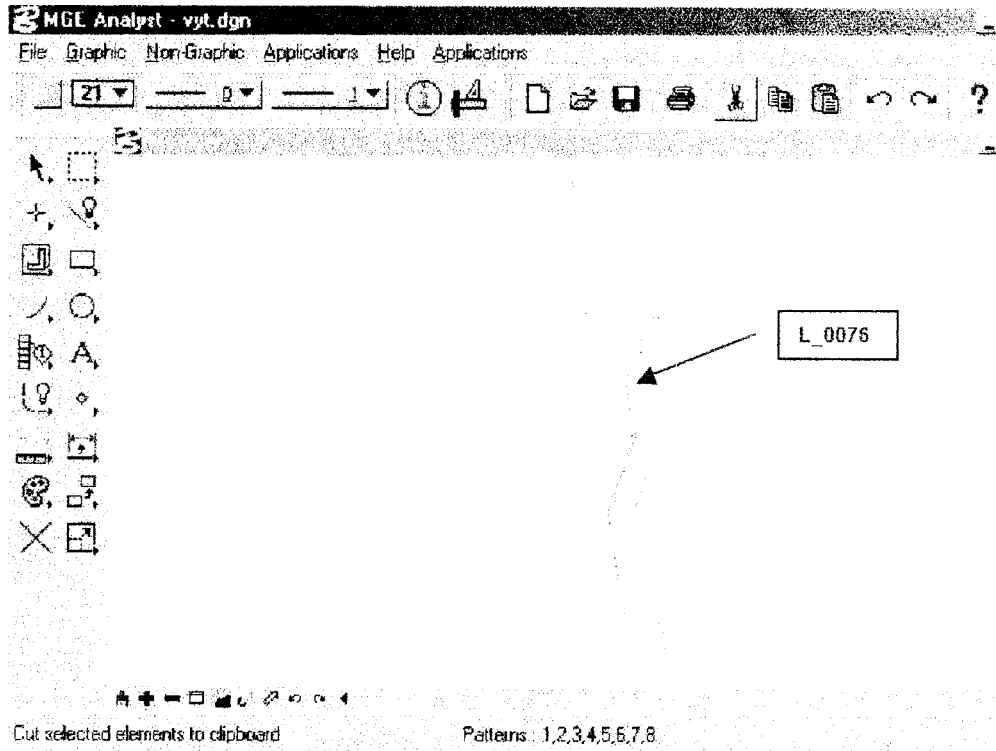 MGE Analyst - vyt.dgn
File Graphic Non-Graphic Applications Help Applications
21 0 1 ?
L_0076
A
Cut selected elements to clipboard Patterns : 1,2,3,4,5,6,7,8